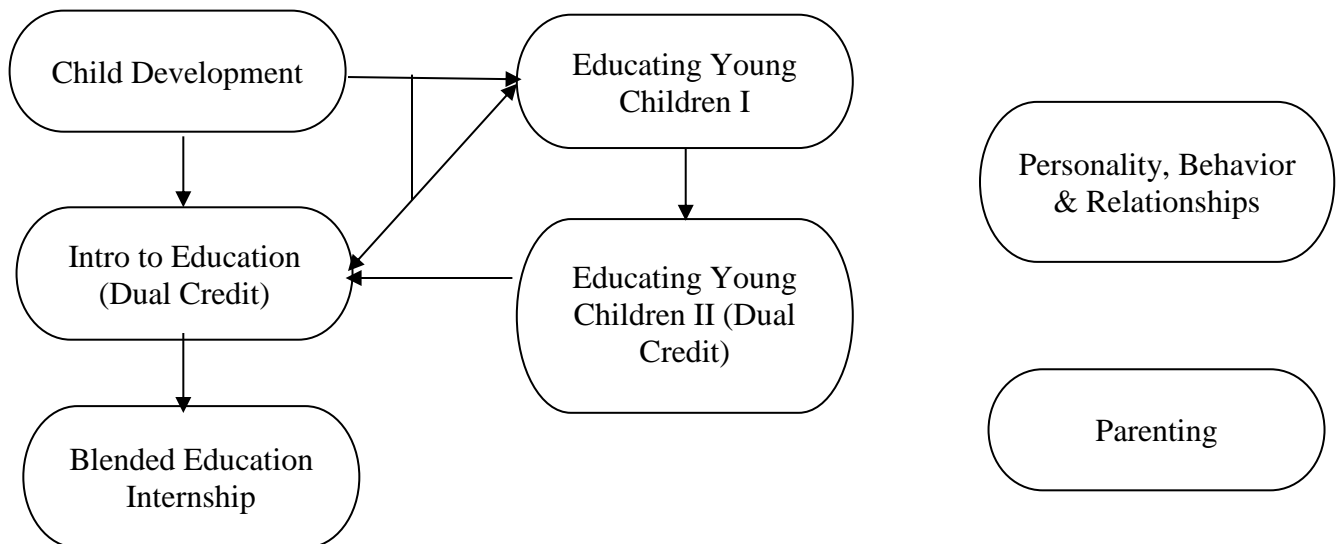 Child Development
Educating Young
Children I
Personality, Behavior
& Relationships
Intro to Education
(Dual Credit)
Educating Young
Children II (Dual
Credit)
Parenting
Blended Education
Internship